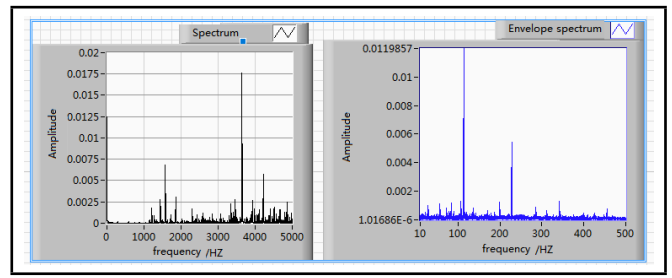 Spectrum
0.02
0.0175
0.015
0.0125
0.01
0.0075
0.005
0.0025
0
Amplitude
0 1000 2000 3000 4000 5000
frequency /HZ
Envelope spectrum
0.0119857
0.01
0.008
0.006
0.004
0.002
1.01686E-6
Amplitude
10 100 200 300 400 500
frequency /HZ